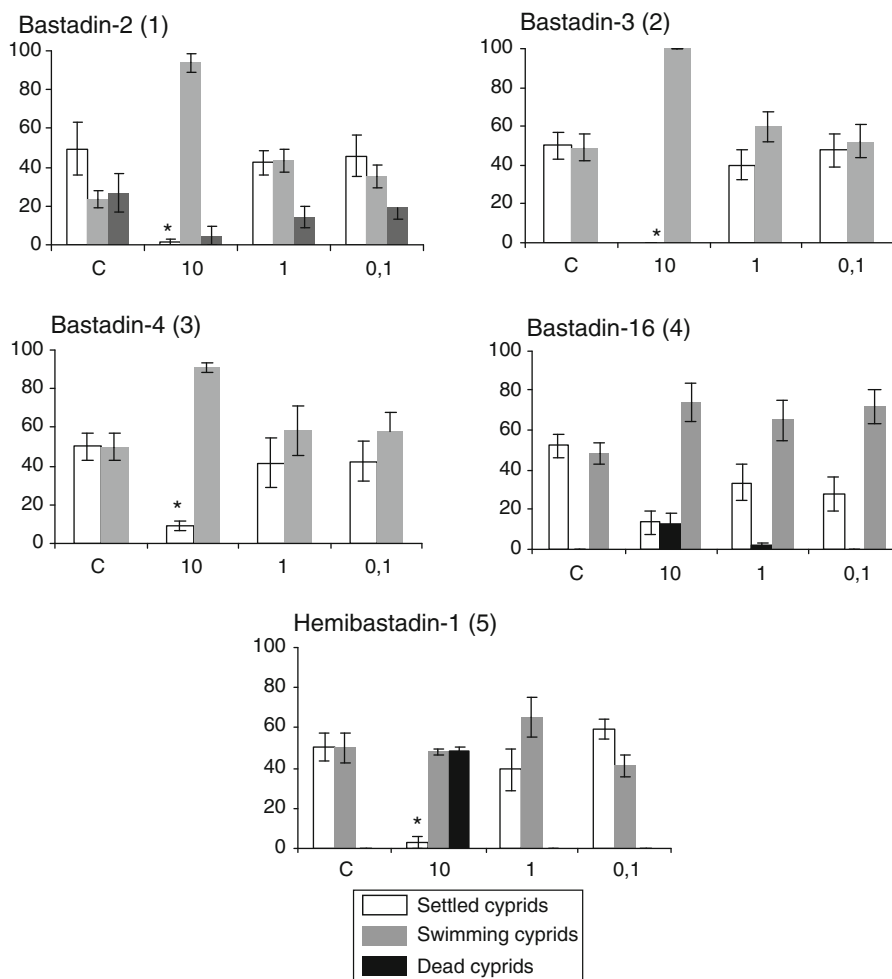 Bastadin-2 (1)
100
80
60
40
20
0
*
C 10 1 0,1
Bastadin-3 (2)
100
80
60
40
20
0
*
C 10 1 0,1
Bastadin-4 (3)
100
80
60
40
20
0
*
C 10 1 0,1
Bastadin-16 (4)
100
80
60
40
20
0
C 10 1 0,1
Hemibastadin-1 (5)
100
80
60
40
20
0
*
C 10 1 0,1
Settled cyprids
Swimming cyprids
Dead cyprids